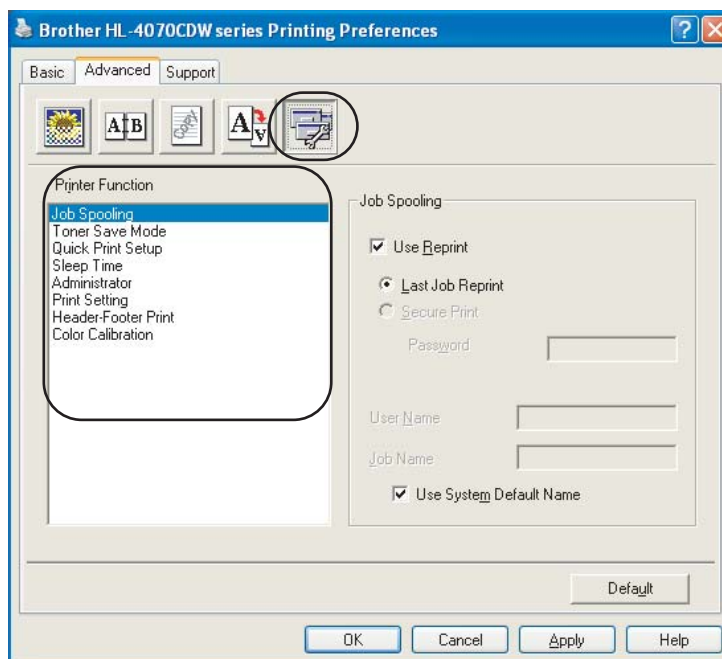 Brother HL-4070CDW series Printing Preferences
Basic Advanced Support
A B
Copy
A A
Printer Function
Job Spooling
Toner Save Mode
Quick Print Setup
Sleep Time
Administrator
Print Setting
Header-Footer Print
Color Calibration
Job Spooling
Use Reprint
Last Job Reprint
Secure Print
Password
User Name
Job Name
Use System Default Name
Default
OK Cancel Apply Help